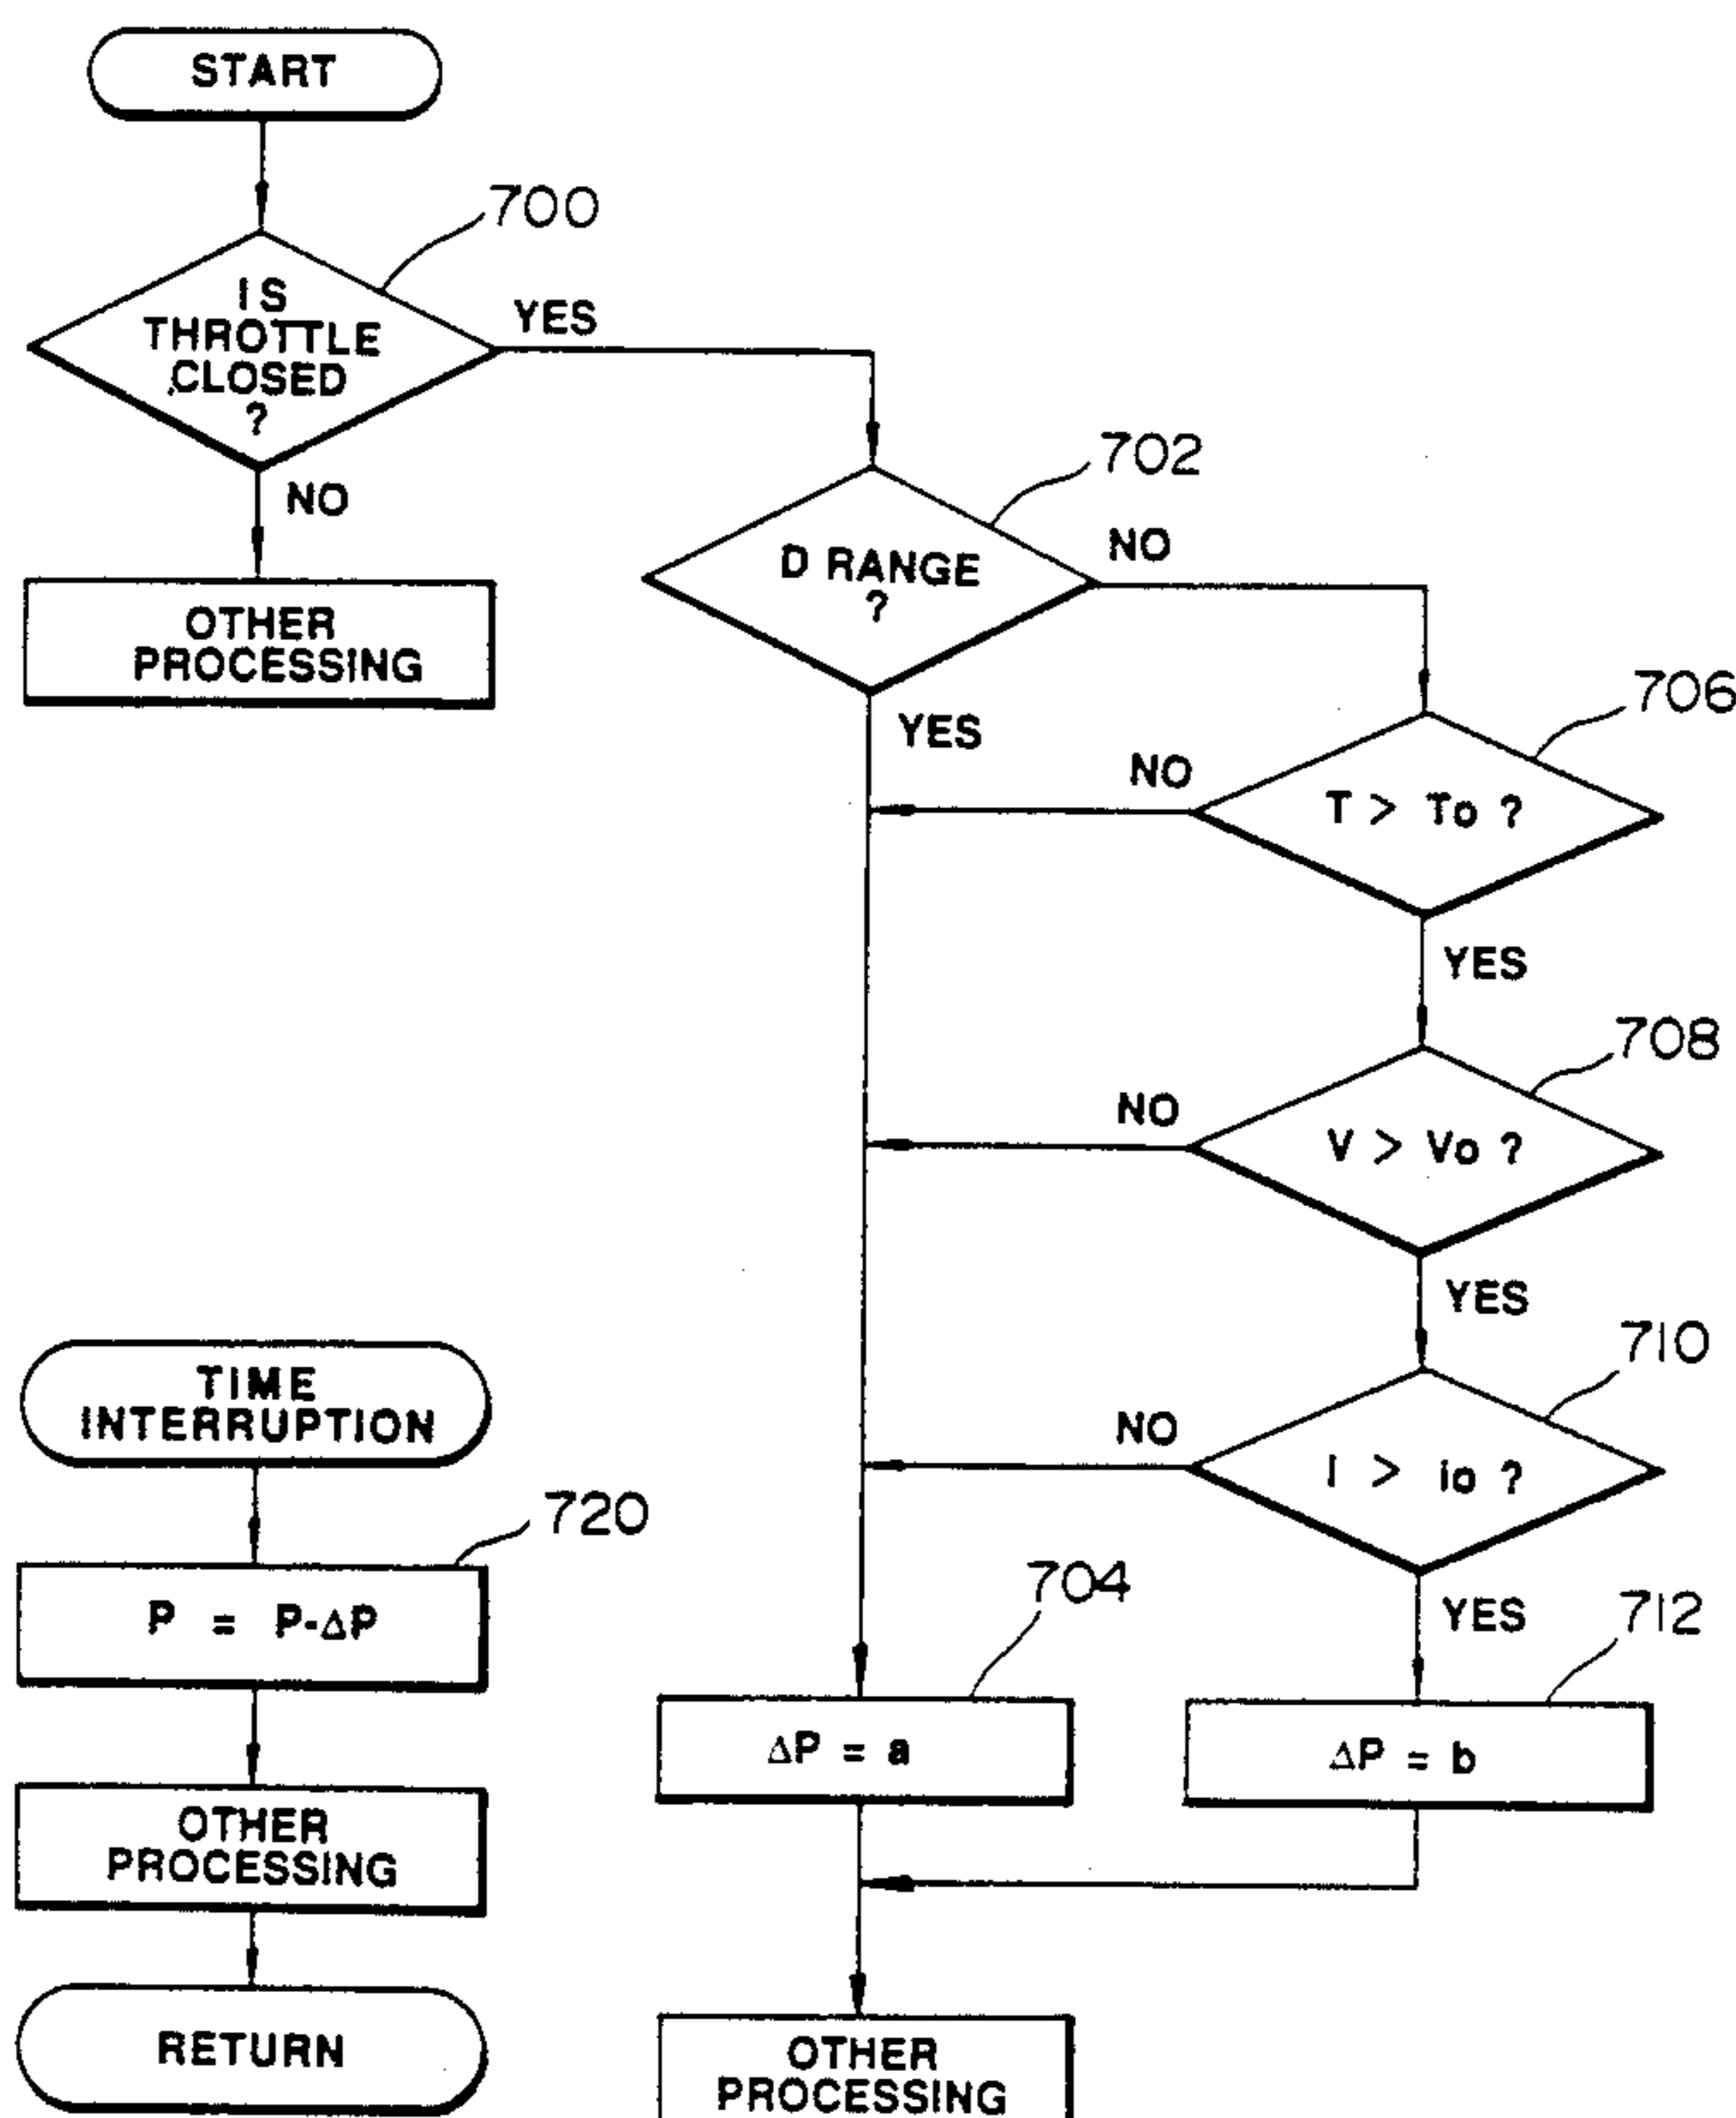 START
700
IS
THROTTLE
CLOSED
?
YES
NO
OTHER
PROCESSING
702
D RANGE
?
NO
YES
706
T > To ?
NO
YES
708
V > Vo ?
NO
YES
710
I > io ?
NO
YES
704
ΔP = a
712
ΔP = b
OTHER
PROCESSING
TIME
INTERRUPTION
720
P = P-ΔP
OTHER
PROCESSING
RETURN